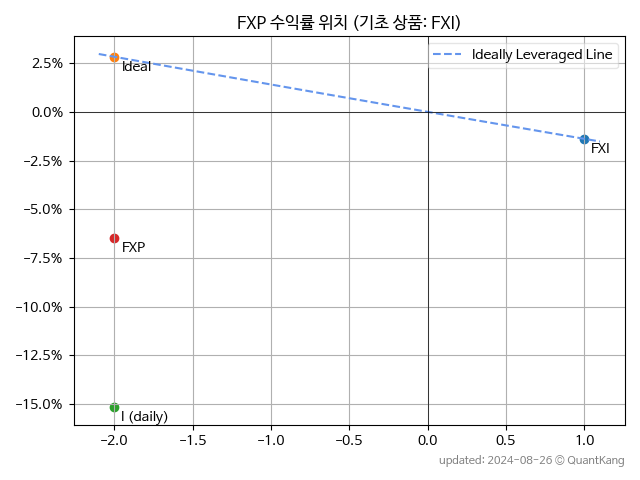 FXP 수익률 위치 (기초 상품: FXI)
Ideally Leveraged Line
2.5%
0.0%
−2.5%
−5.0%
−7.5%
−10.0%
−12.5%
−15.0%
Ideal
FXI
FXP
I (daily)
−2.0 −1.5 −1.0 −0.5 0.0 0.5 1.0
updated: 2024-08-26 © QuantKang